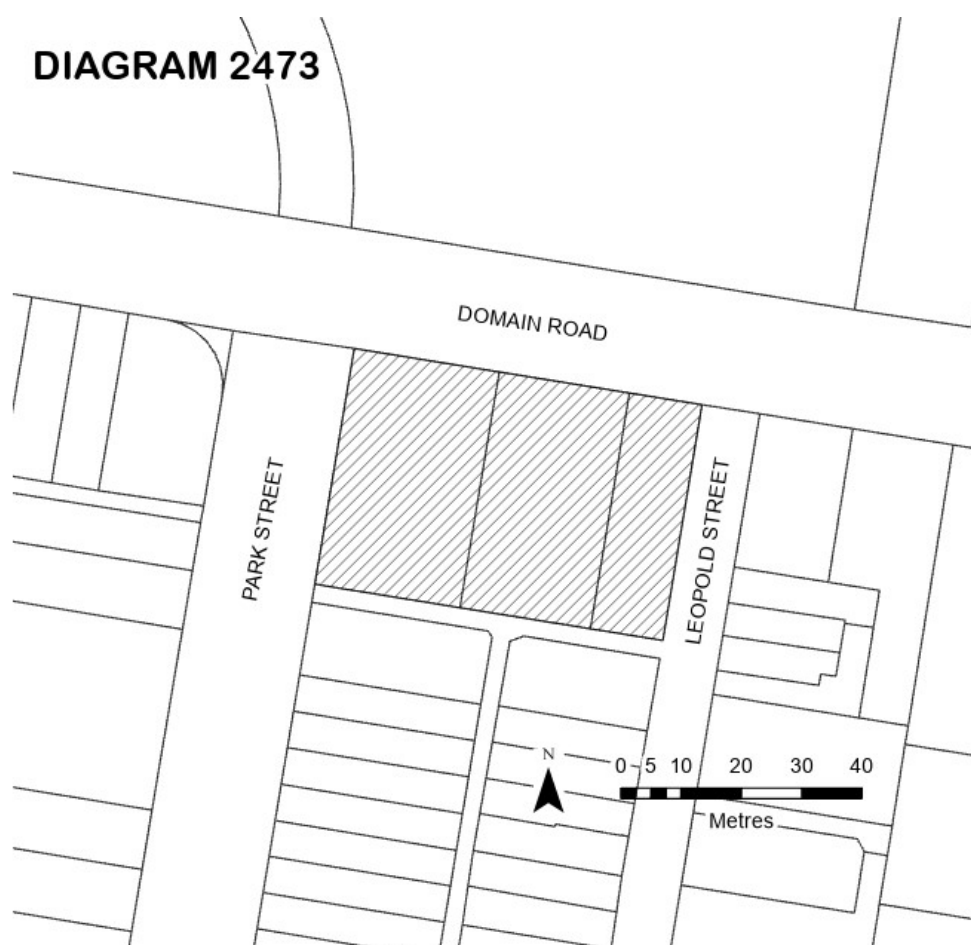 DIAGRAM 2473
DOMAIN ROAD
PARK STREET
LEOPOLD STREET
N
0 5 10 20 30 40
Metres